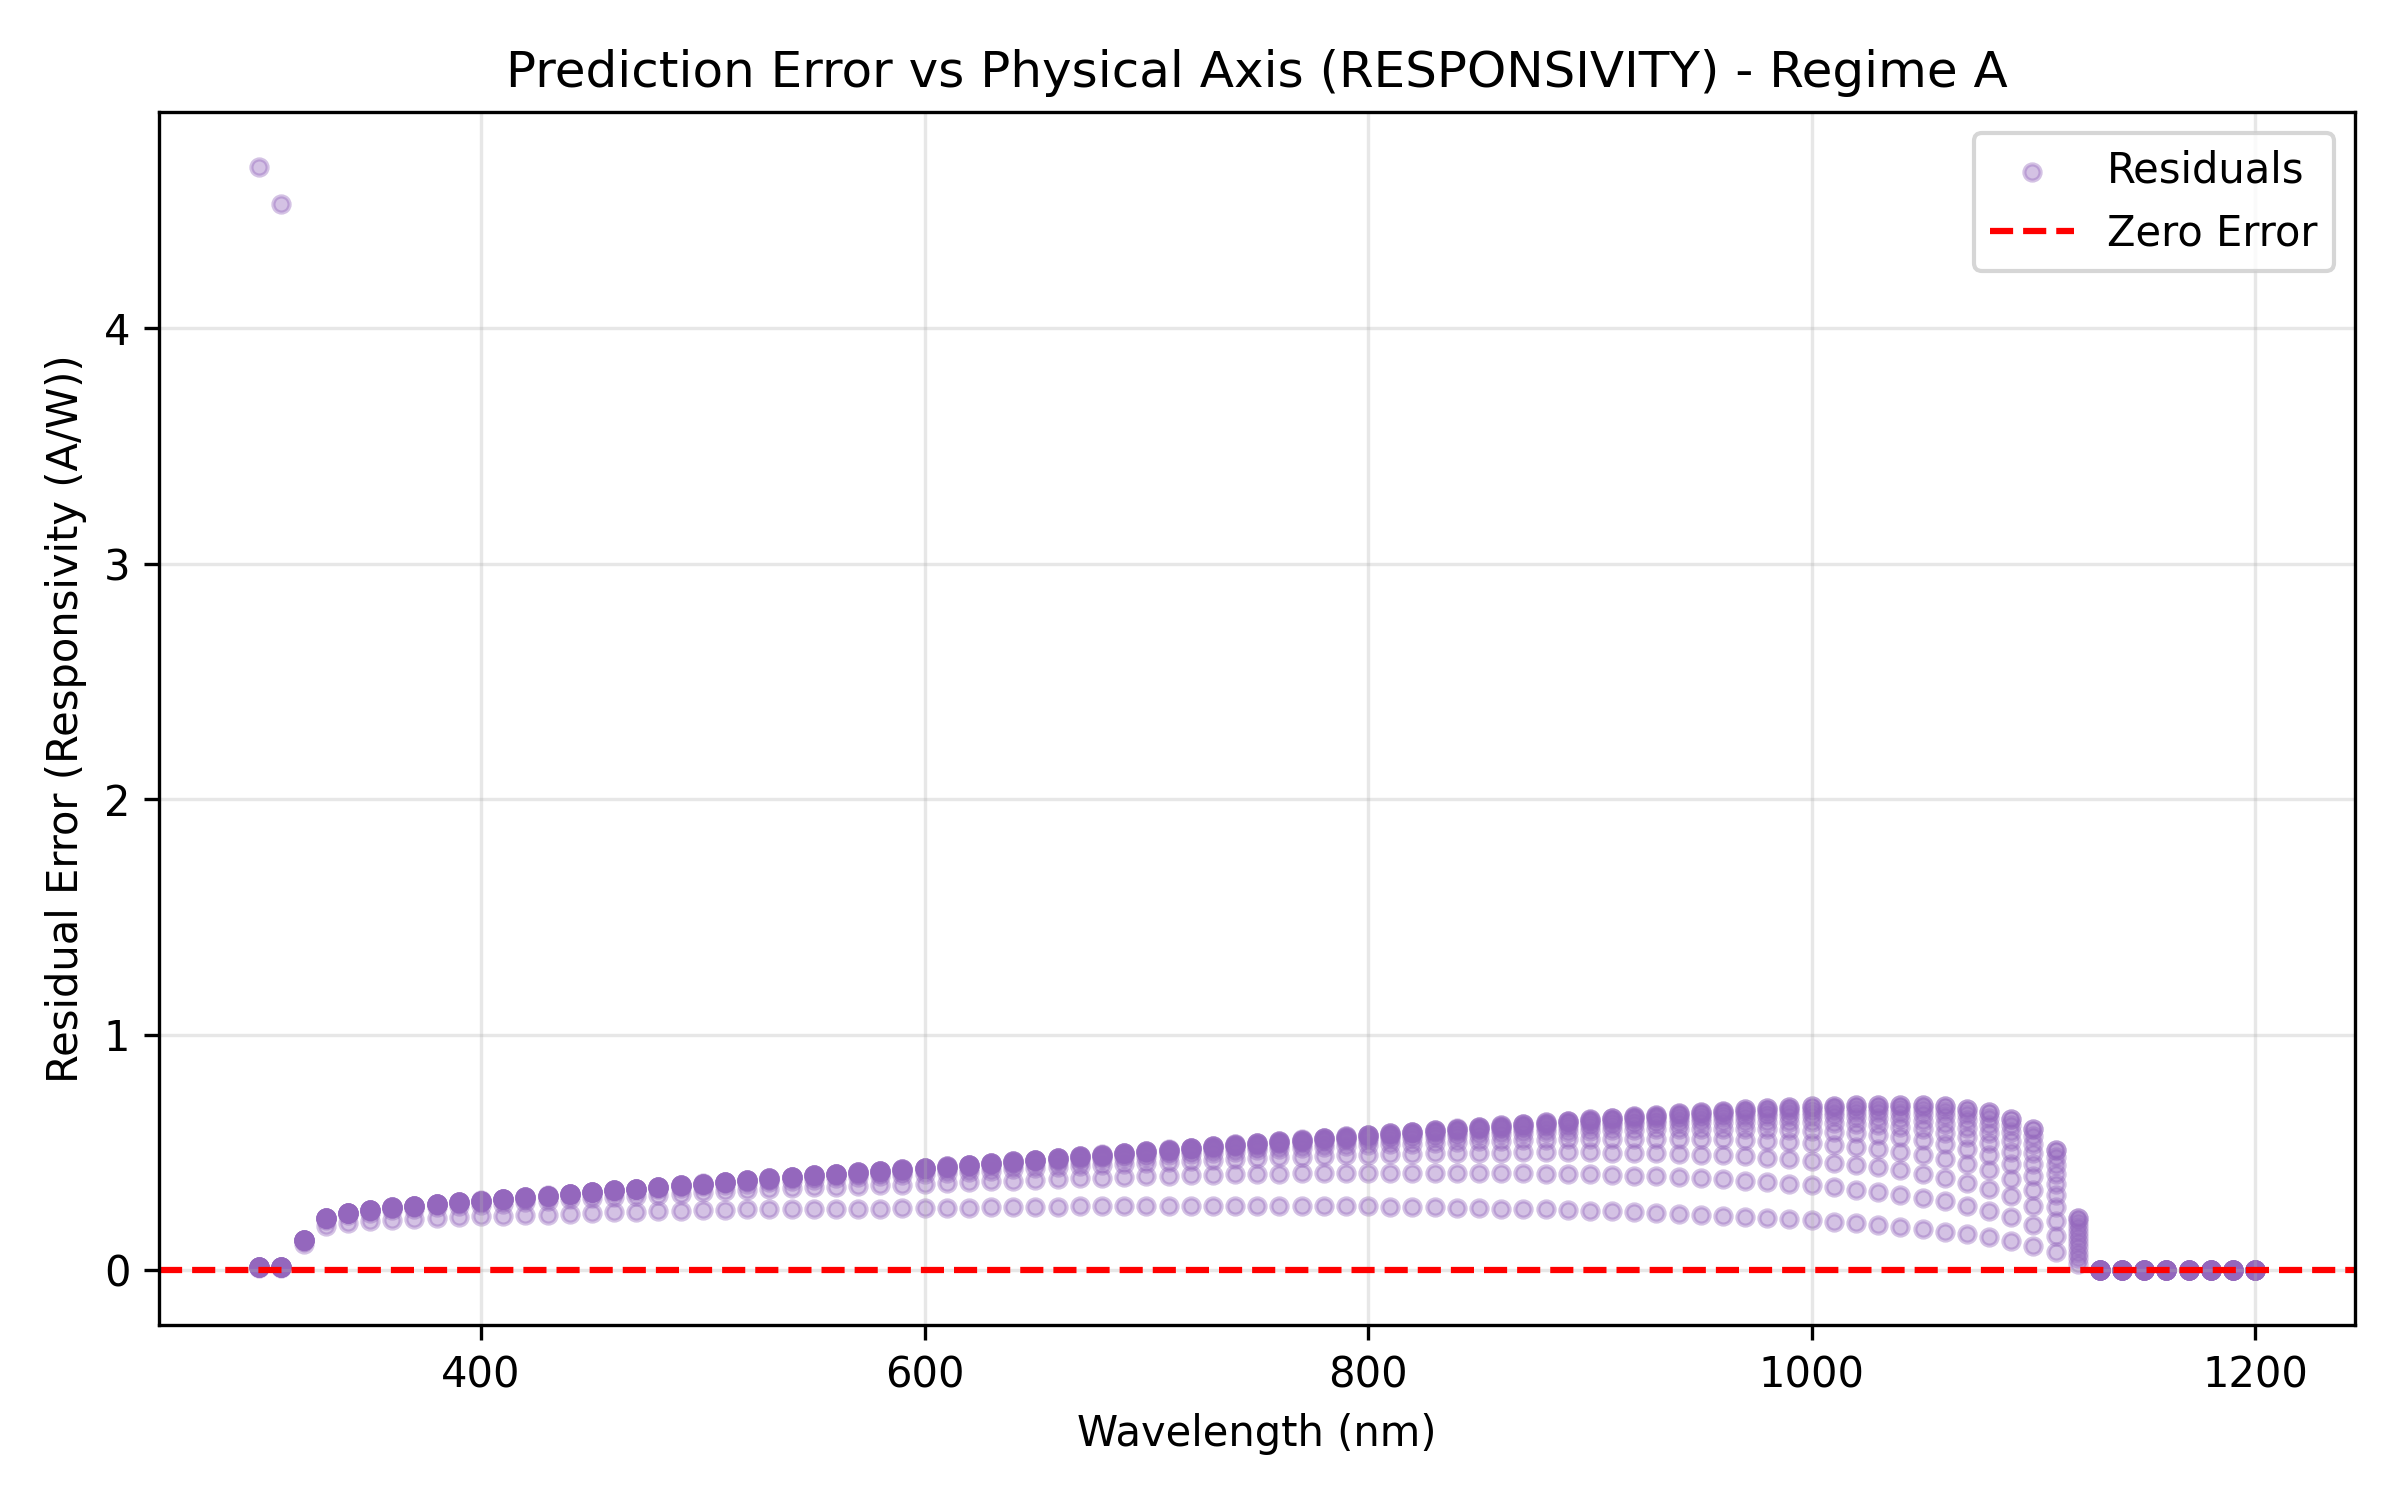 Prediction Error vs Physical Axis (RESPONSIVITY) - Regime A
Residuals
Zero Error
Residual Error (Responsivity (A/W))
4
3
2
1
0
400 600 800 1000 1200
Wavelength (nm)